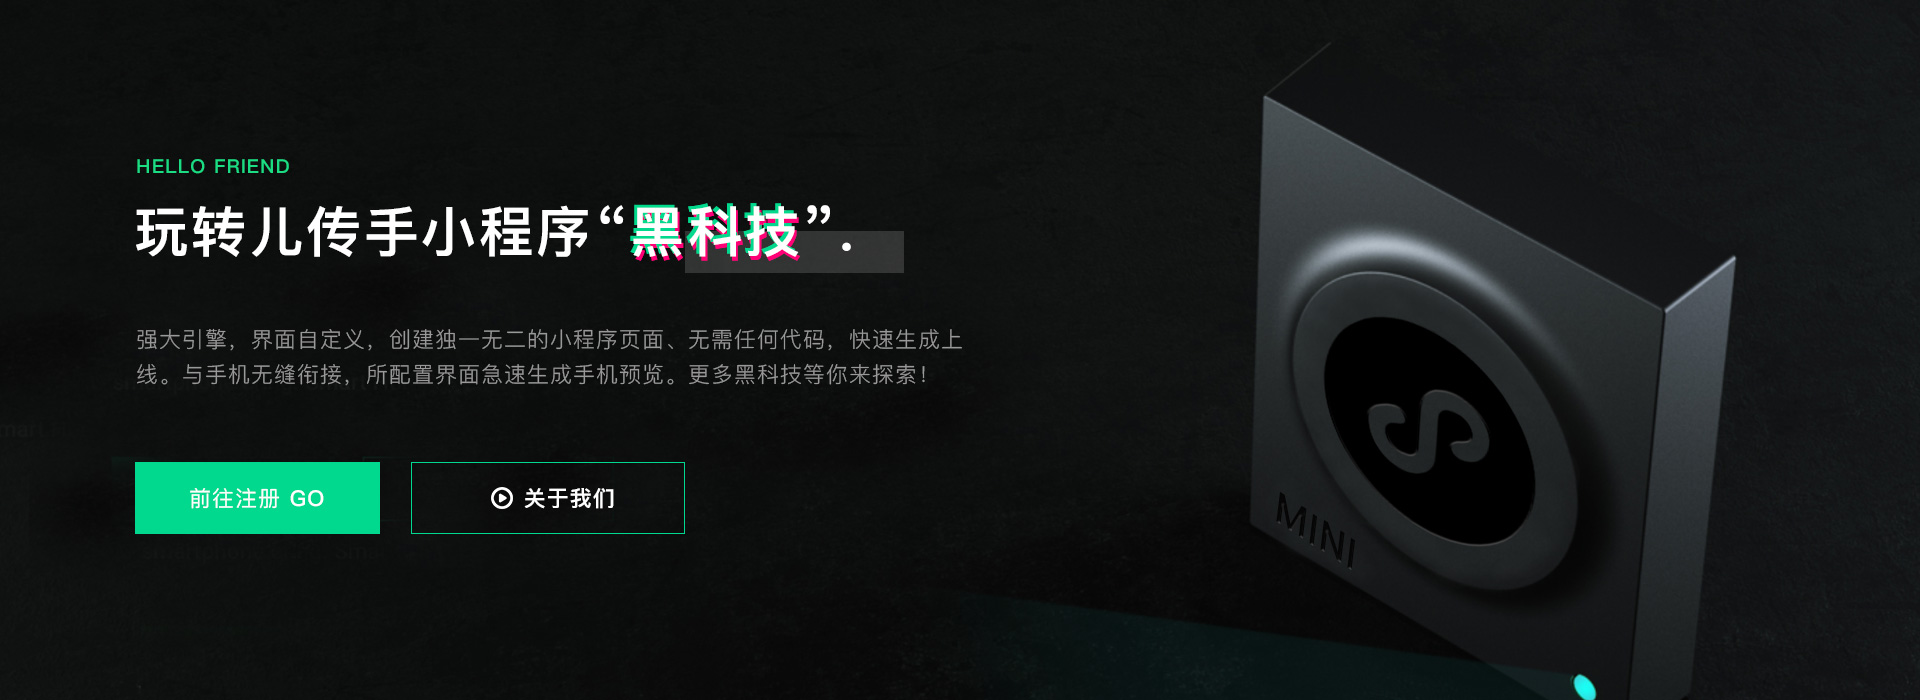 HELLO FRIEND
玩转儿传手小程序“黑科技”.
强大引擎，界面自定义，创建独一无二的小程序页面、无需任何代码，快速生成上
线。与手机无缝衔接，所配置界面急速生成手机预览。更多黑科技等你来探索！
前往注册 GO
关于我们
MINI